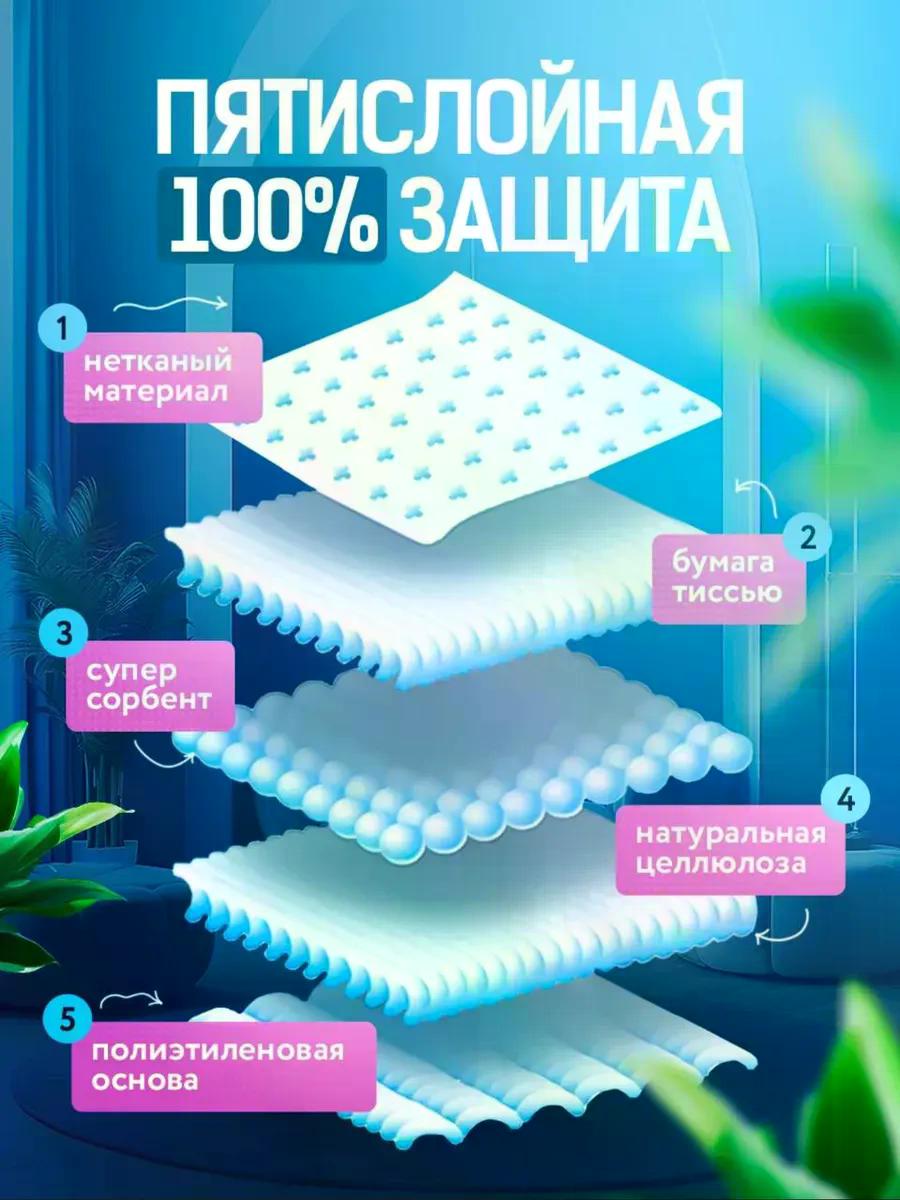 ПЯТИСЛОЙНАЯ
100% ЗАЩИТА
1
нетканый
материал
2
бумага
тиссью
3
супер
сорбент
4
натуральная
целлюлоза
5
полиэтиленовая
основа